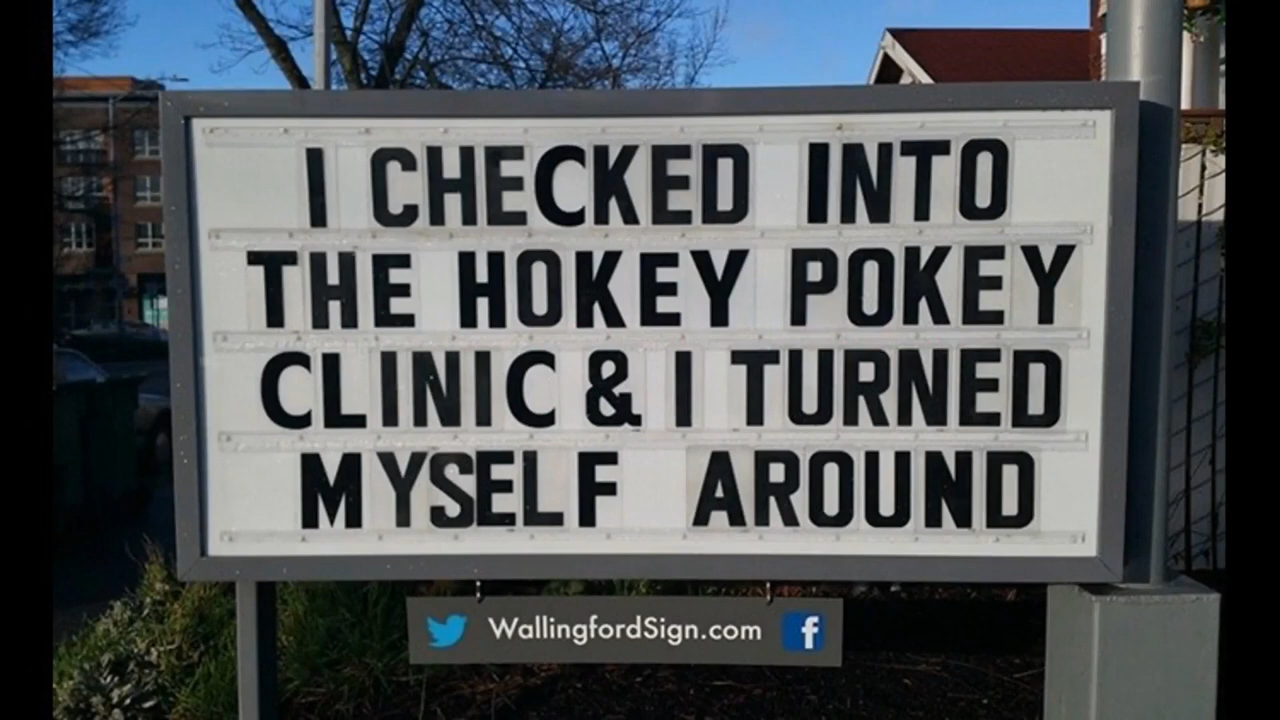 I CHECKED INTO
THE HOKEY POKEY
CLINIC & I TURNED
MYSELF AROUND
WallingfordSign.com